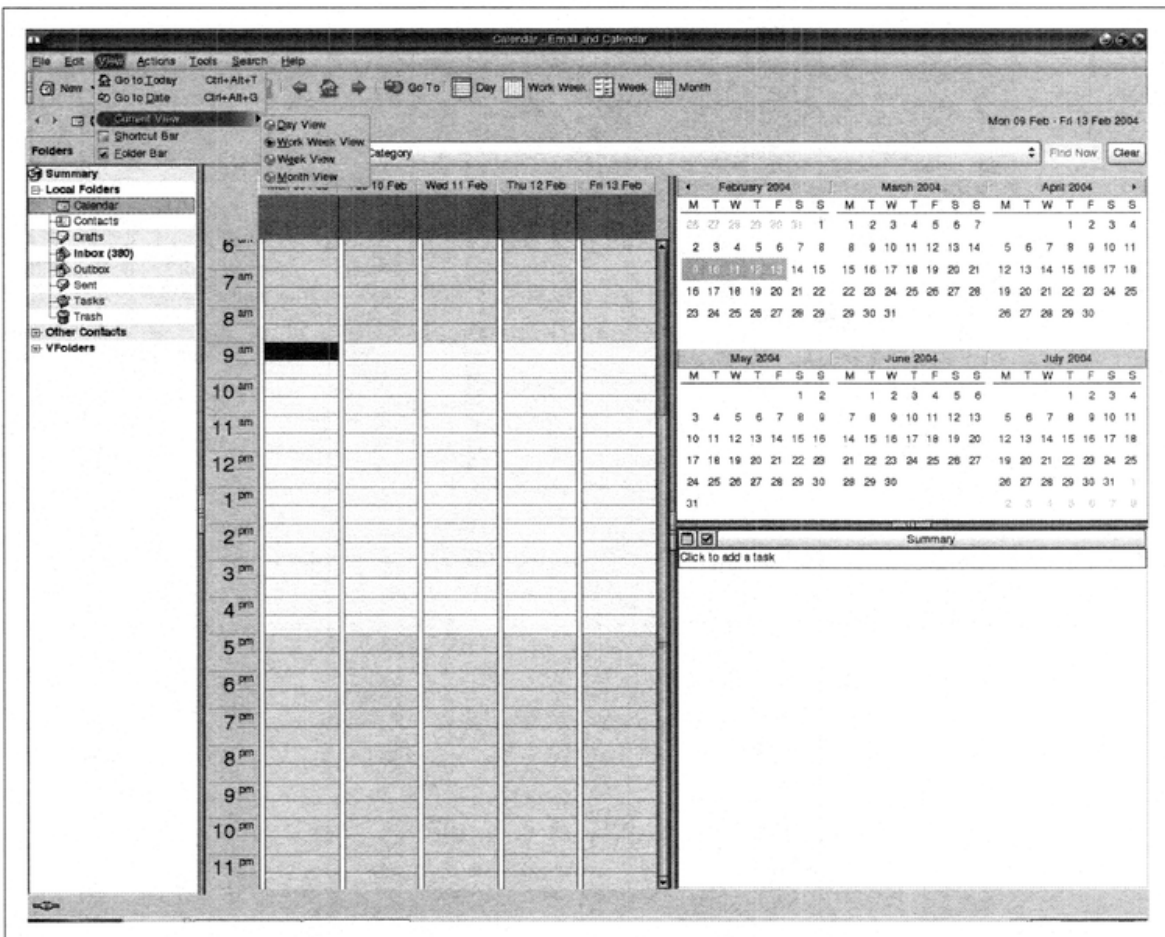 Calendar - Email and Calendar
File Edit View Actions Tools Search Help
New
Go to Today Ctrl+Alt+T
Go to Date Ctrl+Alt+G
Current View
Shortcut Bar
Folder Bar
Day View
Work Week View
Week View
Month View
Go To Day Work Week Week Month
Mon 09 Feb - Fri 13 Feb 2004
Folders
Category
Find Now Clear
Summary
Local Folders
Calendar
Contacts
Drafts
Inbox (380)
Outbox
Sent
Tasks
Trash
Other Contacts
VFolders
10 Feb Wed 11 Feb Thu 12 Feb Fri 13 Feb
6
7 am
8 am
9 am
10 am
11 am
12 pm
1 pm
2 pm
3 pm
4 pm
5 pm
6 pm
7 pm
8 pm
9 pm
10 pm
11 pm
February 2004
M T W T F S S
26 27 28 29 30 31 1
2 3 4 5 6 7 8
9 10 11 12 13 14 15
16 17 18 19 20 21 22
23 24 25 26 27 28 29
March 2004
M T W T F S S
1 2 3 4 5 6 7
8 9 10 11 12 13 14
15 16 17 18 19 20 21
22 23 24 25 26 27 28
29 30 31
April 2004
M T W T F S S
1 2 3 4
5 6 7 8 9 10 11
12 13 14 15 16 17 18
19 20 21 22 23 24 25
26 27 28 29 30
May 2004
M T W T F S S
1 2
3 4 5 6 7 8 9
10 11 12 13 14 15 16
17 18 19 20 21 22 23
24 25 26 27 28 29 30
31
June 2004
M T W T F S S
1 2 3 4 5 6
7 8 9 10 11 12 13
14 15 16 17 18 19 20
21 22 23 24 25 26 27
28 29 30
July 2004
M T W T F S S
1 2 3 4
5 6 7 8 9 10 11
12 13 14 15 16 17 18
19 20 21 22 23 24 25
26 27 28 29 30 31 1
2 3 4 5 6 7 8
Summary
Click to add a task